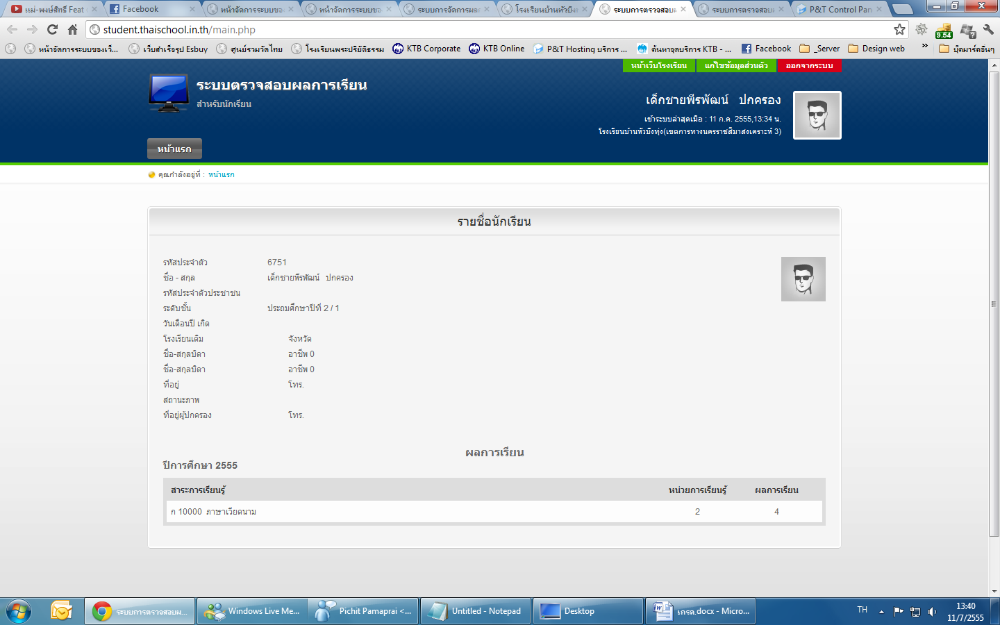 แม่-พงษ์สิทธิ์ Feat
Facebook
หน้าจัดการระบบของ
หน้าจัดการระบบของ
ระบบการจัดการผล
โรงเรียนบ้านหัวบึง
ระบบการตรวจสอบผ
ระบบการตรวจสอบ
P&T Control Pan
student.thaischool.in.th/main.php
หน้าจัดการระบบของเว็... เว็บสำเร็จรูป Esbuy ศูนย์รวมวัดไทย โรงเรียนพระปริยัติธรรม KTB Corporate KTB Online P&T Hosting บริการ ... ค้นหาจุดบริการ KTB - ... Facebook _Server Design web » บุ๊คมาร์คอื่นๆ
9.54
หน้าเว็บโรงเรียน แก้ไขข้อมูลส่วนตัว ออกจากระบบ
ระบบตรวจสอบผลการเรียน
สำหรับนักเรียน
เด็กชายพีรพัฒน์ ปกครอง
เข้าระบบล่าสุดเมื่อ : 11 ก.ค. 2555,13:34 น.
โรงเรียนบ้านหัวบึงทุ่ง(เขตการทางนครราชสีมาสงเคราะห์ 3)
หน้าแรก
คุณกำลังอยู่ที่ : หน้าแรก
รายชื่อนักเรียน
รหัสประจำตัว 6751
ชื่อ - สกุล เด็กชายพีรพัฒน์ ปกครอง
รหัสประจำตัวประชาชน
ระดับชั้น ประถมศึกษาปีที่ 2 / 1
วันเดือนปี เกิด
โรงเรียนเดิม จังหวัด
ชื่อ-สกุลบิดา อาชีพ 0
ชื่อ-สกุลบิดา อาชีพ 0
ที่อยู่ โทร.
สถานะภาพ
ที่อยู่ผู้ปกครอง โทร.
ผลการเรียน
ปีการศึกษา 2555
สาระการเรียนรู้ หน่วยการเรียนรู้ ผลการเรียน
ก 10000 ภาษาเวียดนาม 2 4
ระบบการตรวจสอบผ... Windows Live Me... Pichit Pamaprai <... Untitled - Notepad Desktop เกรด.docx - Micro... TH
13:40
11/7/2555